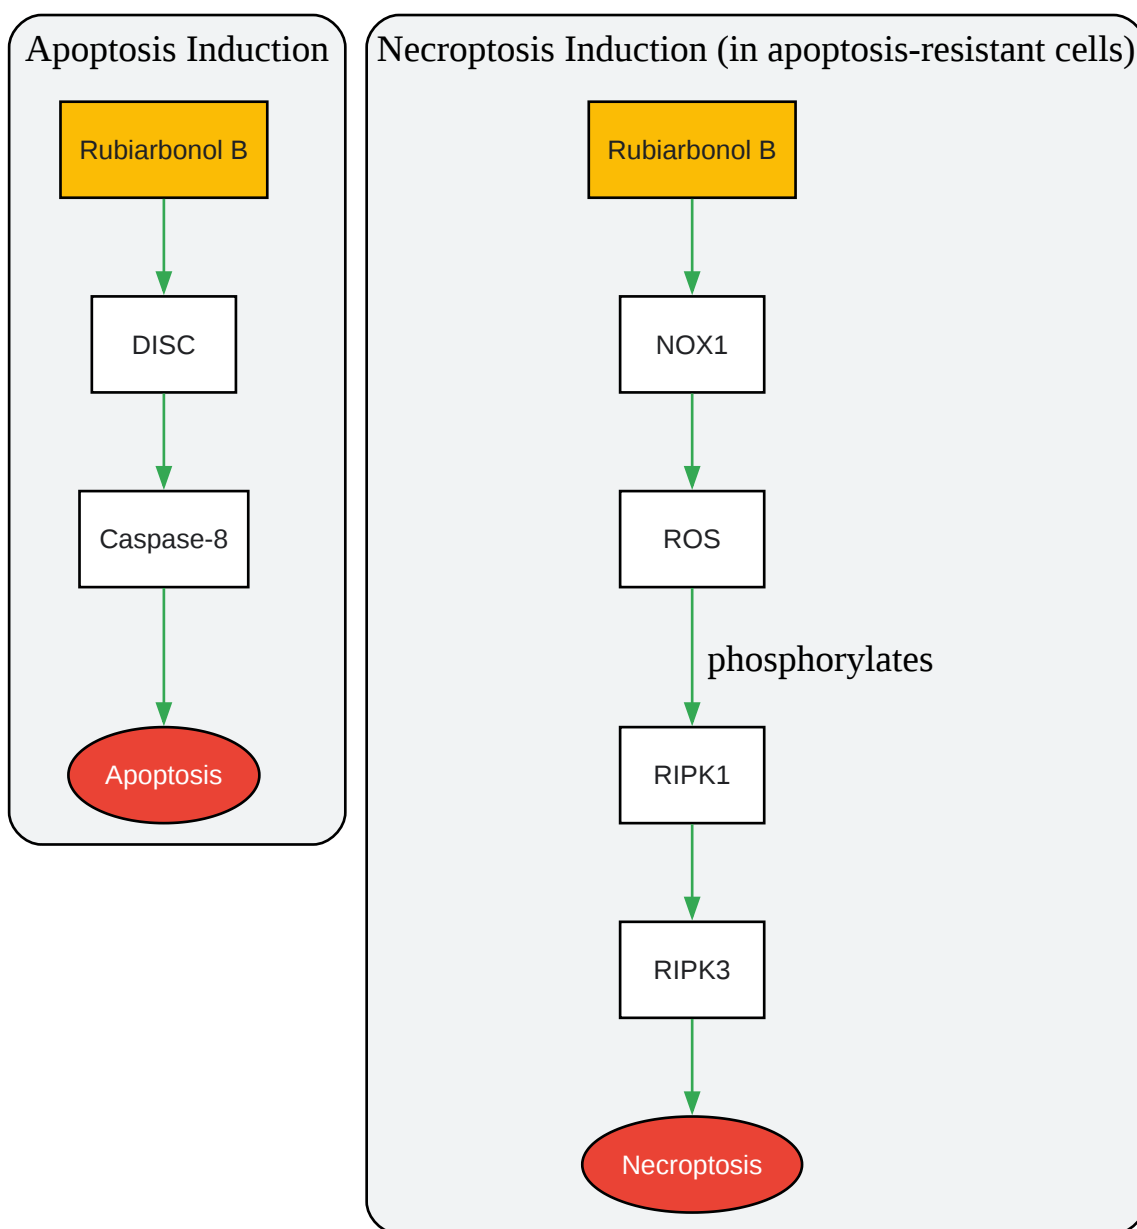 Apoptosis Induction
Rubiarbonol B
DISC
Caspase-8
Apoptosis
Necroptosis Induction (in apoptosis-resistant cells)
Rubiarbonol B
NOX1
ROS
phosphorylates
RIPK1
RIPK3
Necroptosis